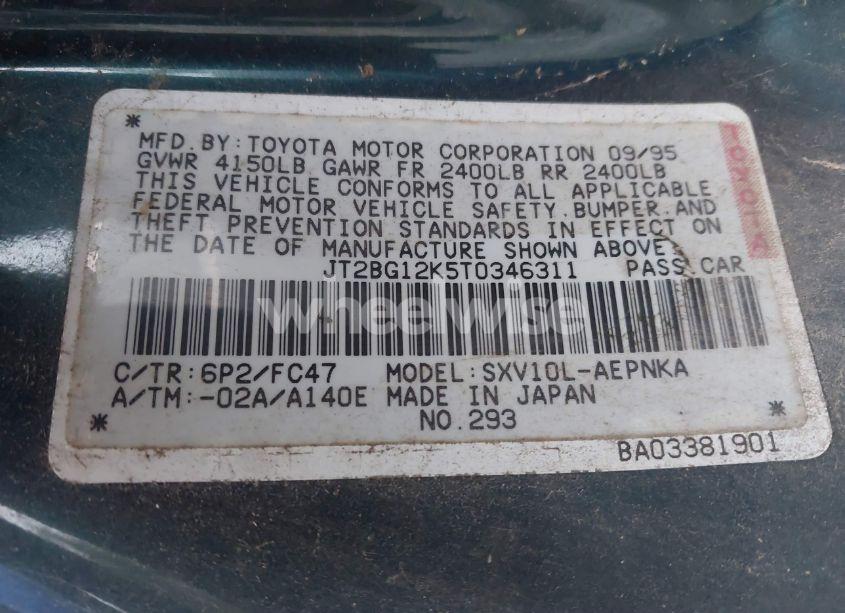 *
MFD.BY:TOYOTA MOTOR CORPORATION 09/95
GVWR 4150LB GAWR FR 2400LB RR 2400LB
THIS VEHICLE CONFORMS TO ALL APPLICABLE
FEDERAL MOTOR VEHICLE SAFETY.BUMPER.AND
THEFT PREVENTION STANDARDS IN EFFECT ON
THE DATE OF MANUFACTURE SHOWN ABOVE.
TOYOTA
JT2BG12K5T0346311 PASS.CAR
wheelwise
C/TR:6P2/FC47 MODEL:SXV10L-AEPNKA
A/TM:-02A/A140E MADE IN JAPAN
* NO.293 *
BA03381901